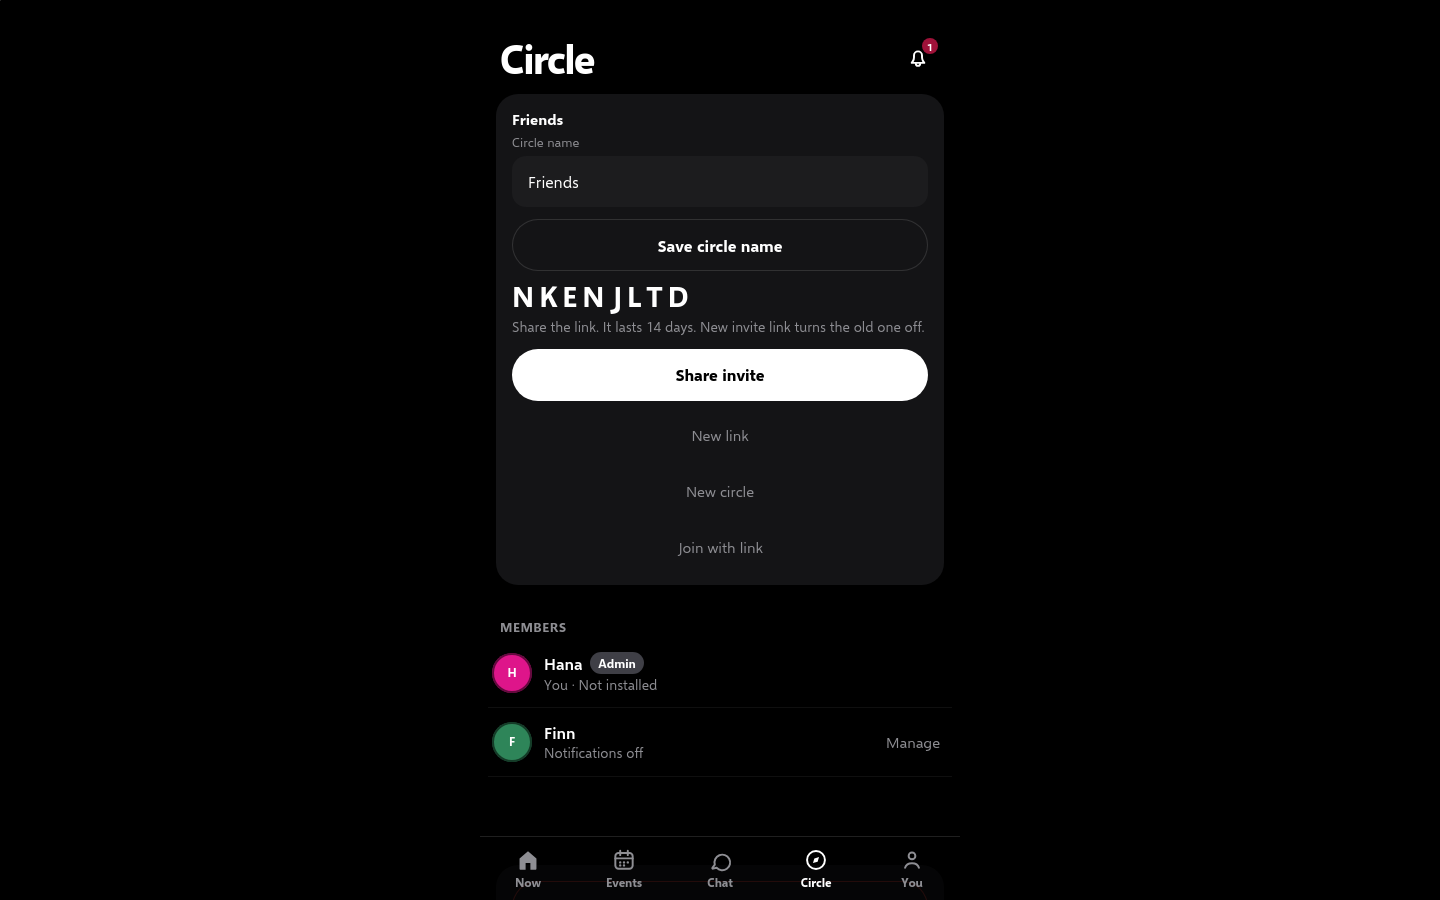 Circle
1
Friends
Circle name
Friends
Save circle name
NKENJLTD
Share the link. It lasts 14 days. New invite link turns the old one off.
Share invite
New link
New circle
Join with link
MEMBERS
H
Hana Admin
You · Not installed
F
Finn
Notifications off
Manage
Now Events Chat Circle You